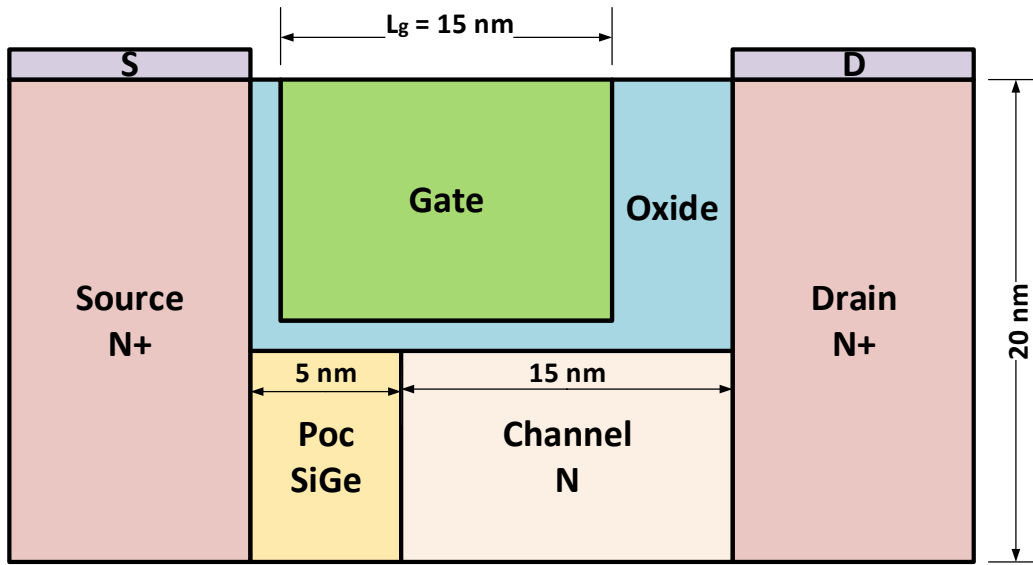 Lg = 15 nm
S
D
Gate
Oxide
Source
N+
Drain
N+
20 nm
5 nm
15 nm
Poc
SiGe
Channel
N